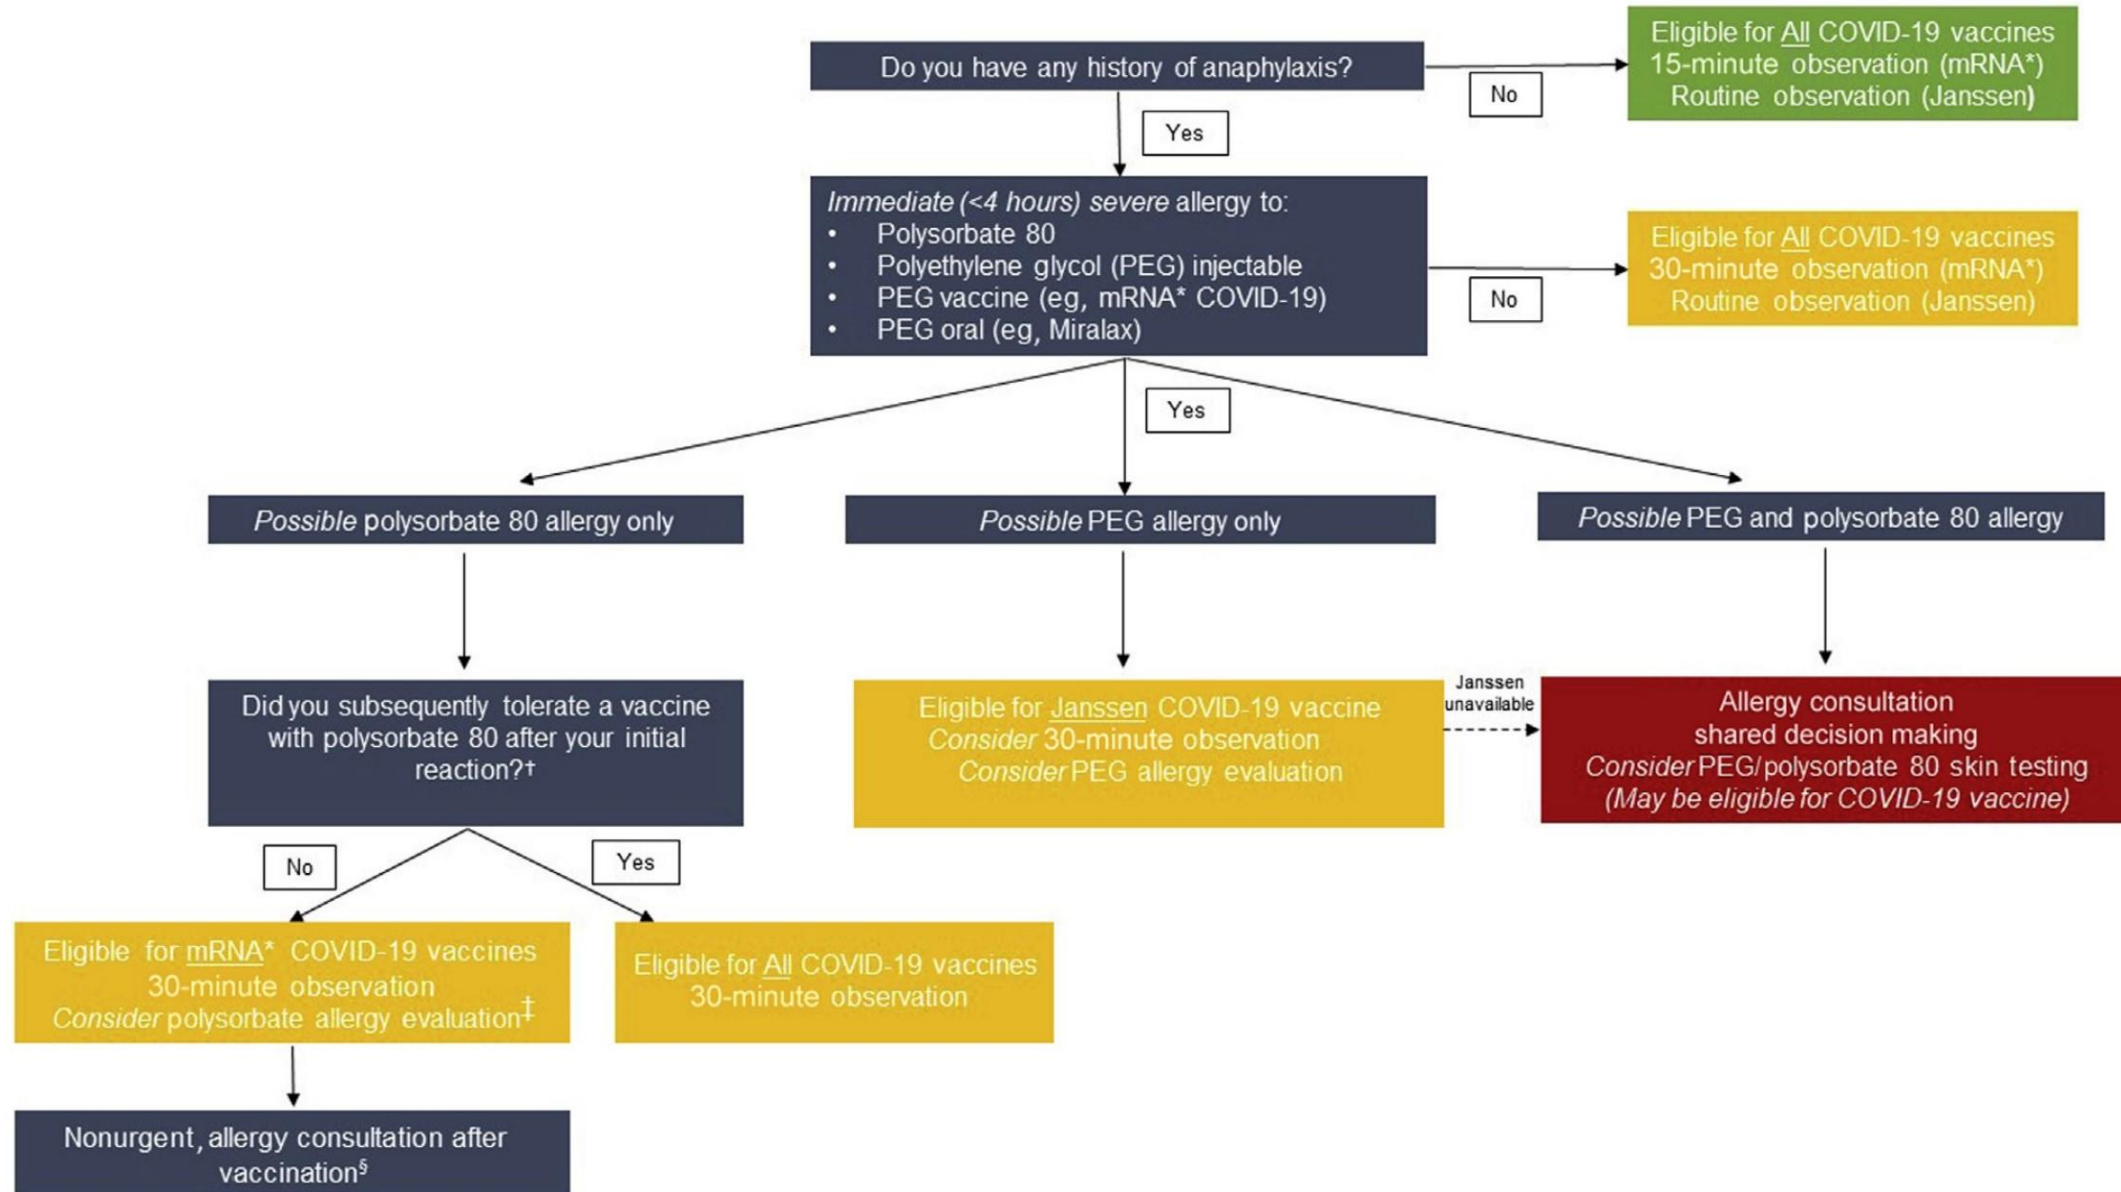 Do you have any history of anaphylaxis?
No
Eligible for All COVID-19 vaccines
15-minute observation (mRNA*)
Routine observation (Janssen)
Yes
Immediate (<4 hours) severe allergy to:
• Polysorbate 80
• Polyethylene glycol (PEG) injectable
• PEG vaccine (eg, mRNA* COVID-19)
• PEG oral (eg, Miralax)
No
Eligible for All COVID-19 vaccines
30-minute observation (mRNA*)
Routine observation (Janssen)
Yes
Possible polysorbate 80 allergy only
Possible PEG allergy only
Possible PEG and polysorbate 80 allergy
Did you subsequently tolerate a vaccine
with polysorbate 80 after your initial
reaction?†
Eligible for Janssen COVID-19 vaccine
Consider 30-minute observation
Consider PEG allergy evaluation
Janssen
unavailable
Allergy consultation
shared decision making
Consider PEG/polysorbate 80 skin testing
(May be eligible for COVID-19 vaccine)
No
Yes
Eligible for mRNA* COVID-19 vaccines
30-minute observation
Consider polysorbate allergy evaluation‡
Eligible for All COVID-19 vaccines
30-minute observation
Nonurgent, allergy consultation after
vaccination§